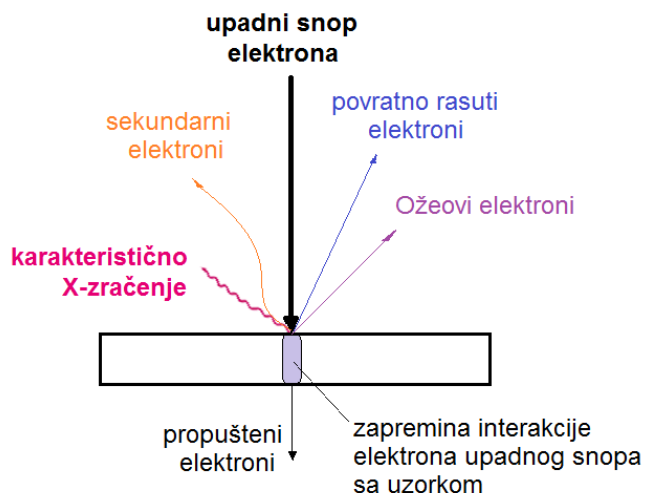 upadni snop
elektrona
povratno rasuti
elektroni
sekundarni
elektroni
Ožeovi elektroni
karakteristično
X-zračenje
propušteni
elektroni
zapremina interakcije
elektrona upadnog snopa
sa uzorkom